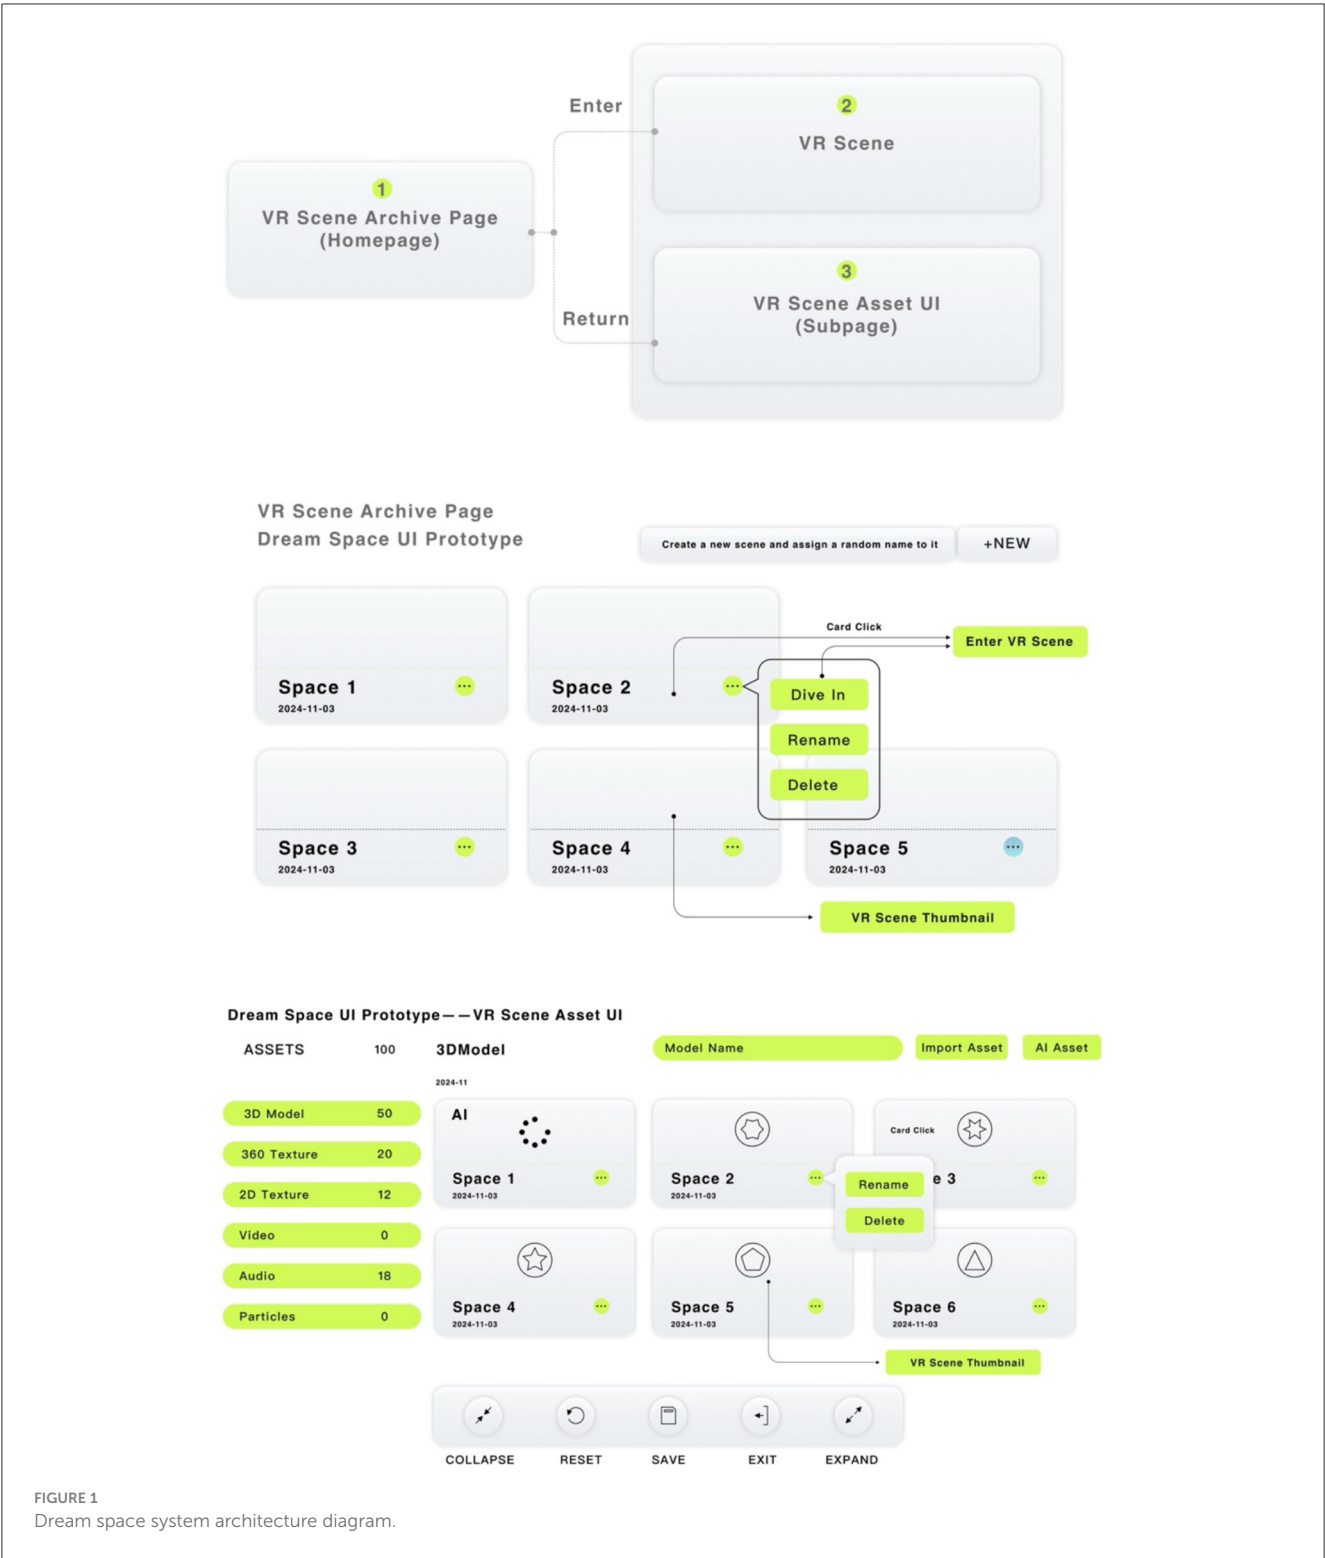 Enter
2
VR Scene
1
VR Scene Archive Page
(Homepage)
3
VR Scene Asset UI
(Subpage)
Return
VR Scene Archive Page
Dream Space UI Prototype
Create a new scene and assign a random name to it
+NEW
Card Click
Enter VR Scene
Space 1
2024-11-03
Space 2
2024-11-03
Dive In
Rename
Delete
Space 3
2024-11-03
Space 4
2024-11-03
Space 5
2024-11-03
VR Scene Thumbnail
Dream Space UI Prototype——VR Scene Asset UI
ASSETS 100
3DModel
Model Name
Import Asset
AI Asset
2024-11
3D Model 50
360 Texture 20
2D Texture 12
Video 0
Audio 18
Particles 0
AI
Space 1
2024-11-03
Space 2
2024-11-03
Card Click
e 3
Rename
Delete
Space 4
2024-11-03
Space 5
2024-11-03
Space 6
2024-11-03
VR Scene Thumbnail
COLLAPSE RESET SAVE EXIT EXPAND
FIGURE 1
Dream space system architecture diagram.